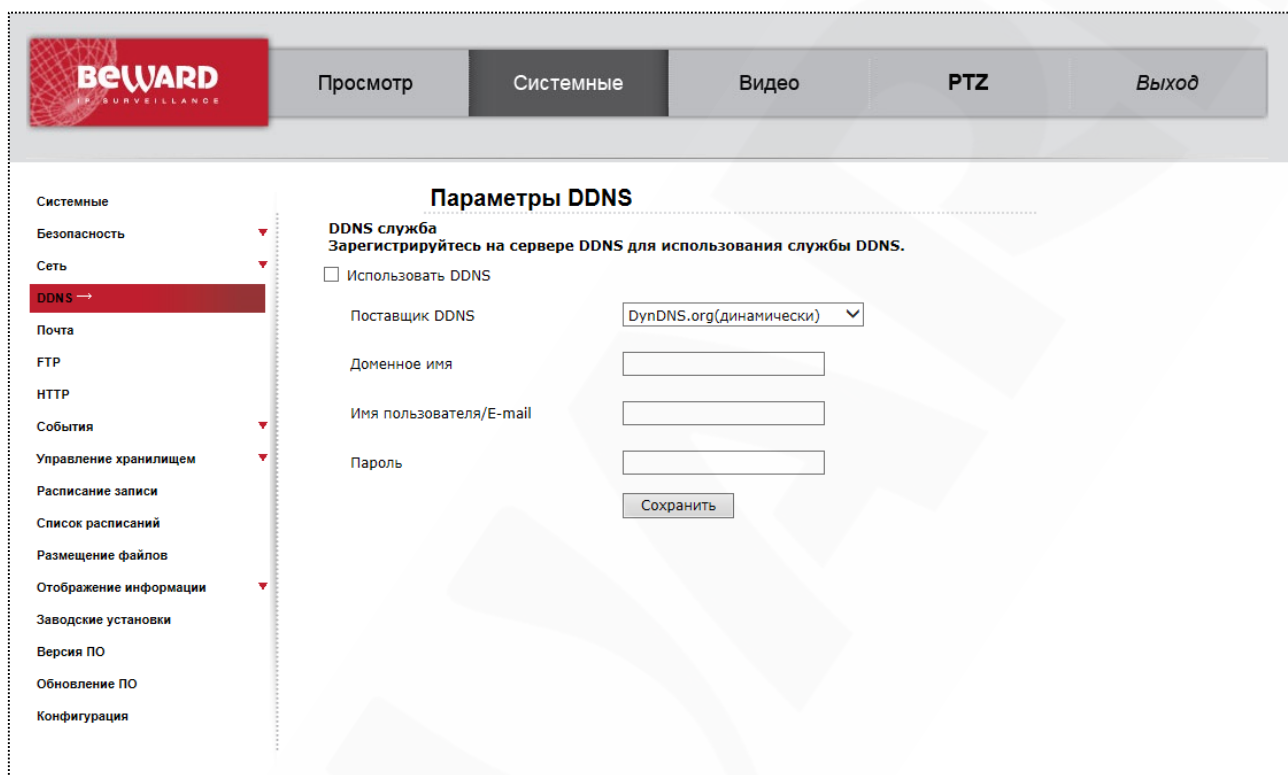 BEWARD
IP SURVEILLANCE
Просмотр
Системные
Видео
PTZ
Выход
Системные
Безопасность
Сеть
DDNS →
Почта
FTP
HTTP
События
Управление хранилищем
Расписание записи
Список расписаний
Размещение файлов
Отображение информации
Заводские установки
Версия ПО
Обновление ПО
Конфигурация
Параметры DDNS
DDNS служба
Зарегистрируйтесь на сервере DDNS для использования службы DDNS.
Использовать DDNS
Поставщик DDNS
DynDNS.org(динамически)
Доменное имя
Имя пользователя/E-mail
Пароль
Сохранить